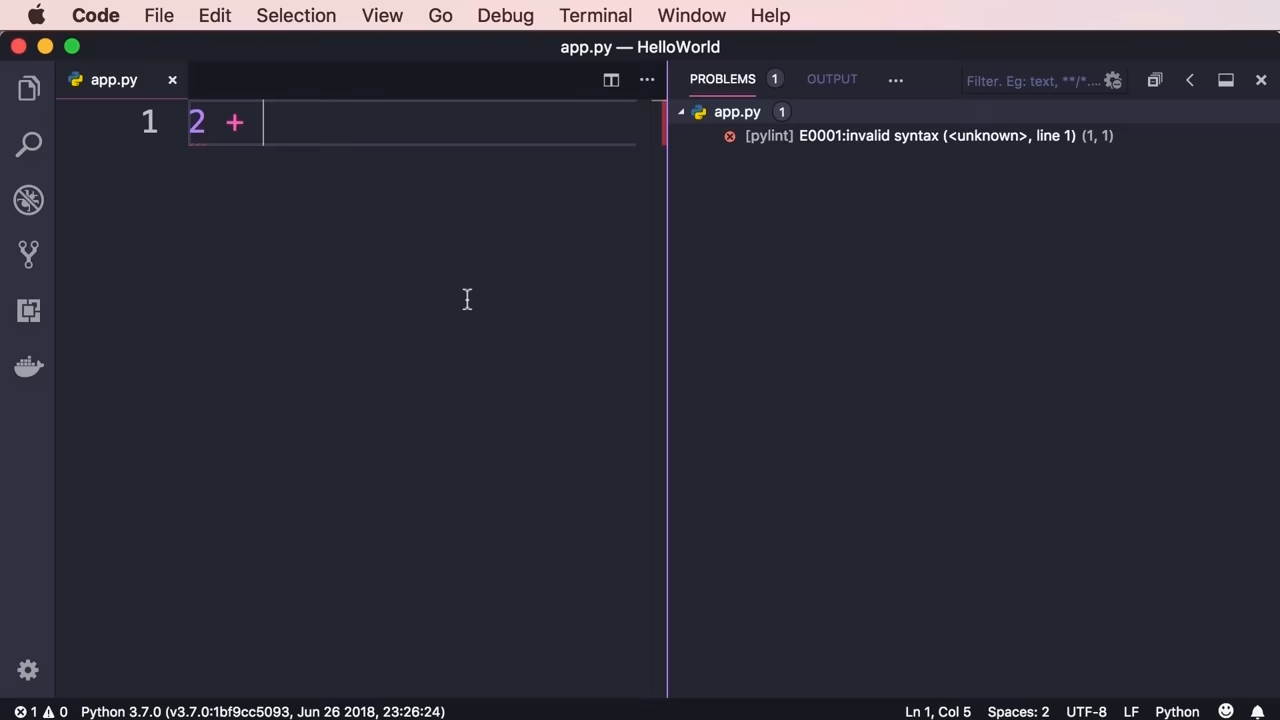 Code File Edit Selection View Go Debug Terminal Window Help
app.py — HelloWorld
app.py
PROBLEMS 1 OUTPUT Filter. Eg: text, **/*....
1 2 +
app.py 1
[pylint] E0001:invalid syntax (<unknown>, line 1) (1, 1)
1 0 Python 3.7.0 (v3.7.0:1bf9cc5093, Jun 26 2018, 23:26:24) Ln 1, Col 5 Spaces: 2 UTF-8 LF Python